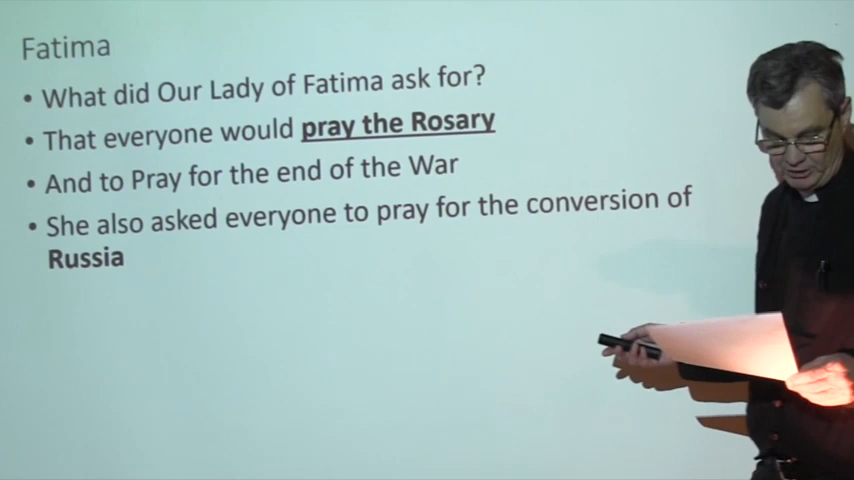 Fatima
• What did Our Lady of Fatima ask for?
• That everyone would pray the Rosary
• And to Pray for the end of the War
• She also asked everyone to pray for the conversion of
Russia